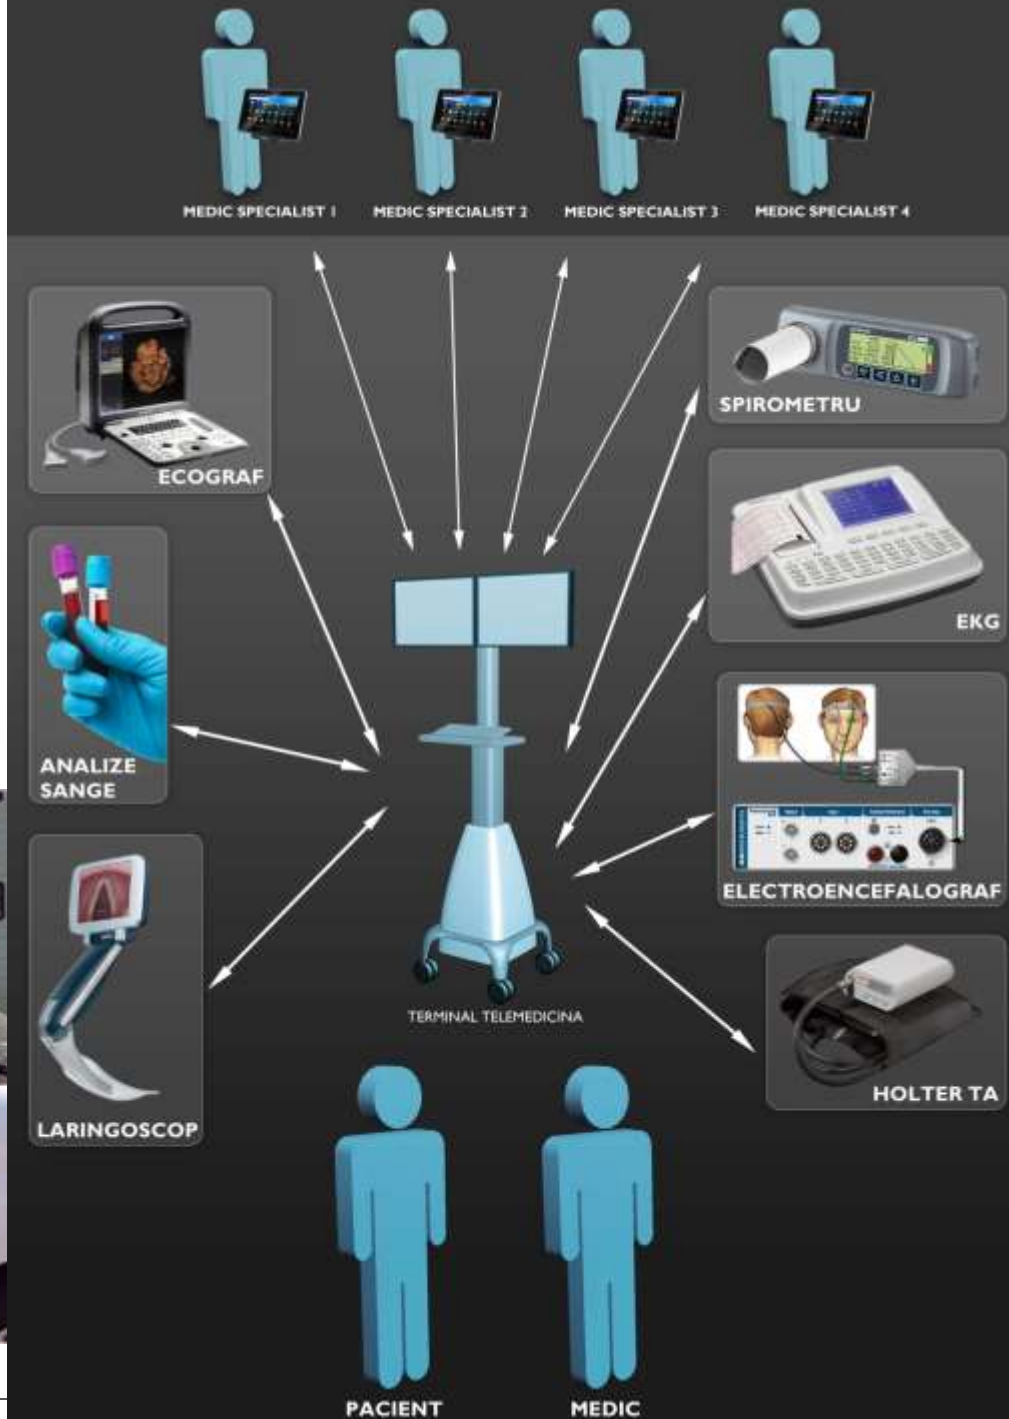 MEDIC SPECIALIST 1
MEDIC SPECIALIST 2
MEDIC SPECIALIST 3
MEDIC SPECIALIST 4
ECOGRAF
SPIROMETRU
EKG
ANALIZE
SANGE
ELECTROENCEFALOGRAF
LARINGOSCOP
TERMINAL TELEMEDICINA
HOLTER TA
PACIENT
MEDIC